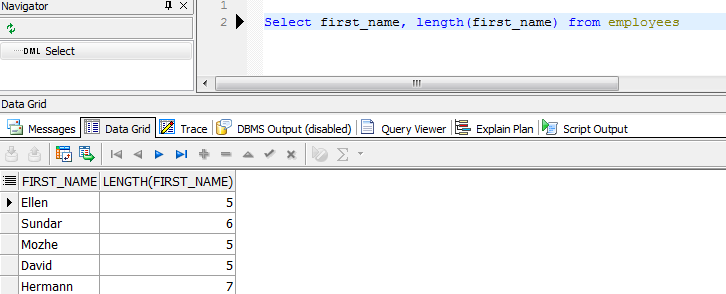 Navigator
1
2 Select first_name, length(first_name) from employees
DML Select
Data Grid
Messages Data Grid Trace DBMS Output (disabled) Query Viewer Explain Plan Script Output
FIRST_NAME LENGTH(FIRST_NAME)
Ellen 5
Sundar 6
Mozhe 5
David 5
Hermann 7